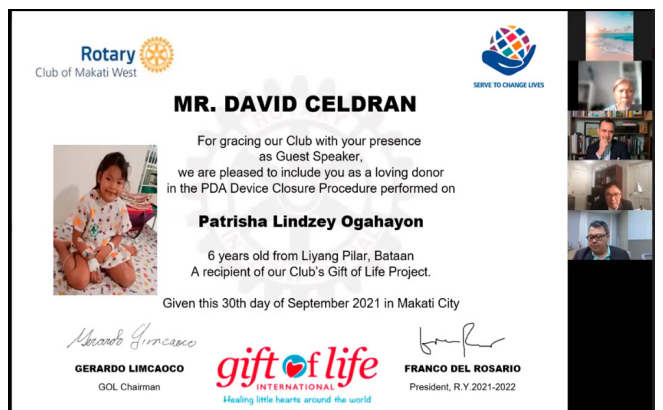 Rotary
Club of Makati West
SERVE TO CHANGE LIVES
MR. DAVID CELDRAN
For gracing our Club with your presence
as Guest Speaker,
we are pleased to include you as a loving donor
in the PDA Device Closure Procedure performed on
Patrisha Lindzey Ogahayon
6 years old from Liyang Pilar, Bataan
A recipient of our Club's Gift of Life Project.
Given this 30th day of September 2021 in Makati City
Gerardo Limcaoco
GERARDO LIMCAOCO
GOL Chairman
gift of life
INTERNATIONAL
Healing little hearts around the world
FRANCO DEL ROSARIO
President, R.Y.2021-2022